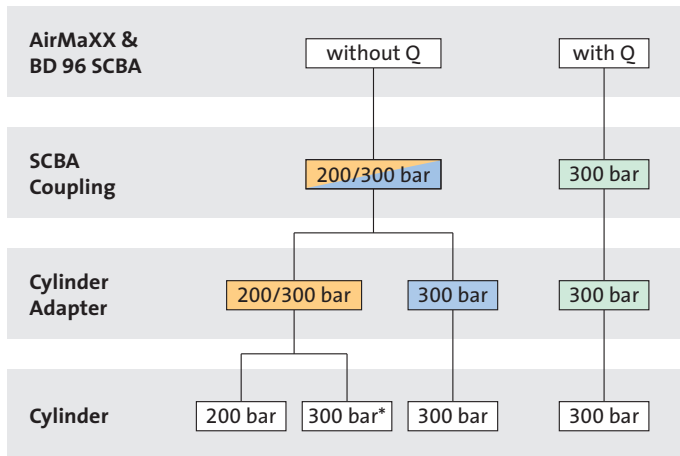 AirMaXX &
BD 96 SCBA
without Q
with Q
SCBA
Coupling
200/300 bar
300 bar
Cylinder
Adapter
200/300 bar
300 bar
300 bar
Cylinder
200 bar
300 bar*
300 bar
300 bar